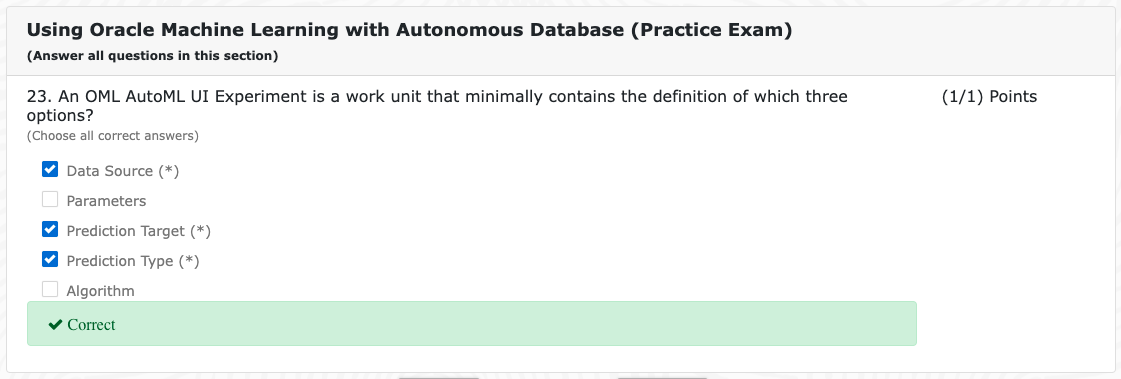 Using Oracle Machine Learning with Autonomous Database (Practice Exam)
(Answer all questions in this section)
23. An OML AutoML UI Experiment is a work unit that minimally contains the definition of which three
options?
(1/1) Points
(Choose all correct answers)
Data Source (*)
Parameters
Prediction Target (*)
Prediction Type (*)
Algorithm
Correct